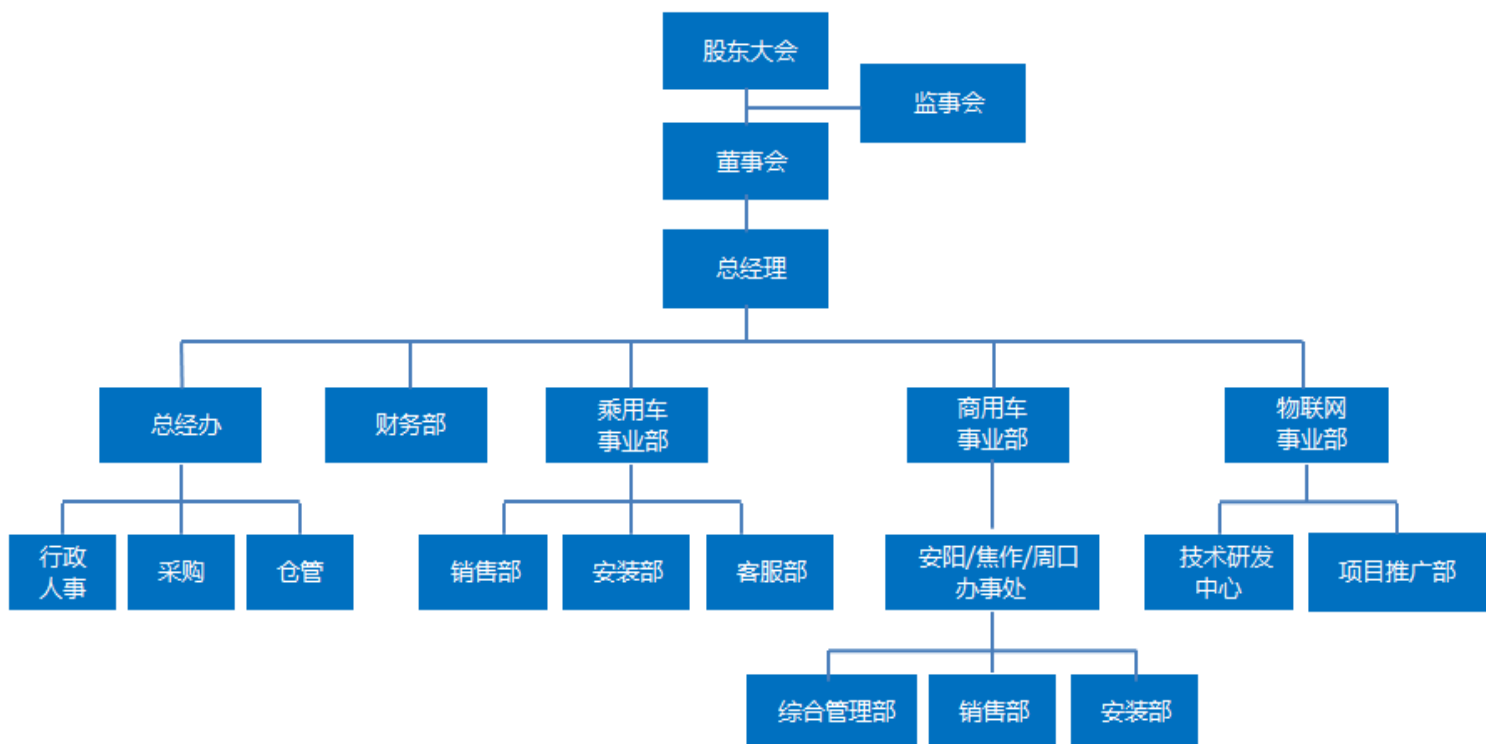 股东大会
监事会
董事会
总经理
总经办
财务部
乘用车
事业部
商用车
事业部
物联网
事业部
行政
人事
采购
仓管
销售部
安装部
客服部
安阳/焦作/周口
办事处
技术研发
中心
项目推广部
综合管理部
销售部
安装部